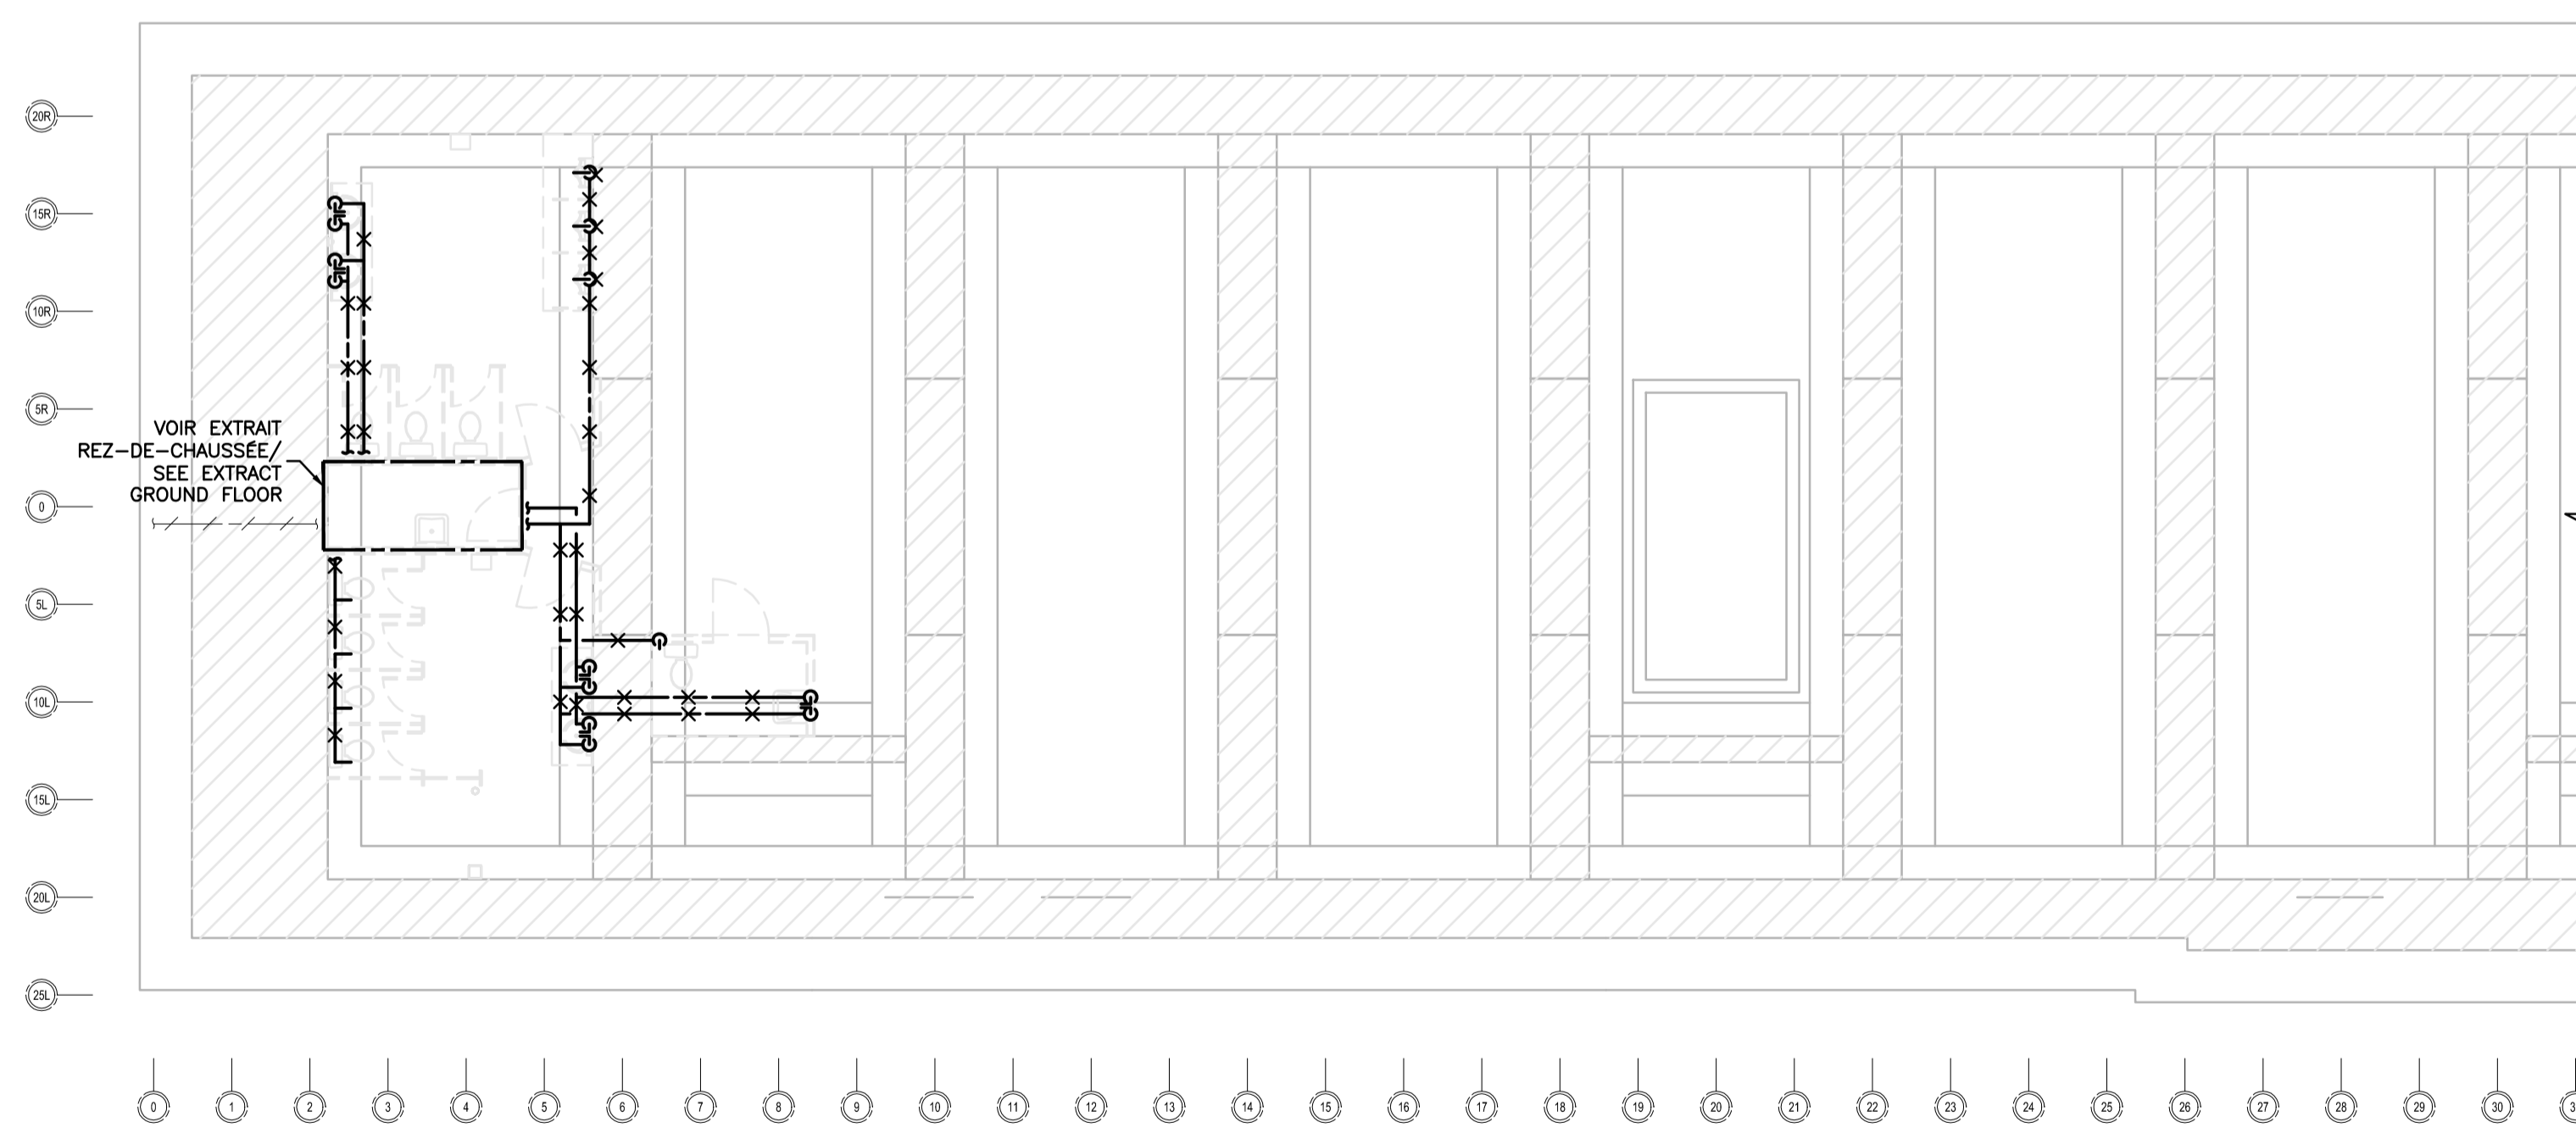 20R
15R
10R
5R
VOIR EXTRAIT
REZ-DE-CHAUSSÉE/
SEE EXTRACT
GROUND FLOOR
0
5L
10L
15L
20L
25L
0 1 2 3 4 5 6 7 8 9 10 11 12 13 14 15 16 17 18 19 20 21 22 23 24 25 26 27 28 29 30